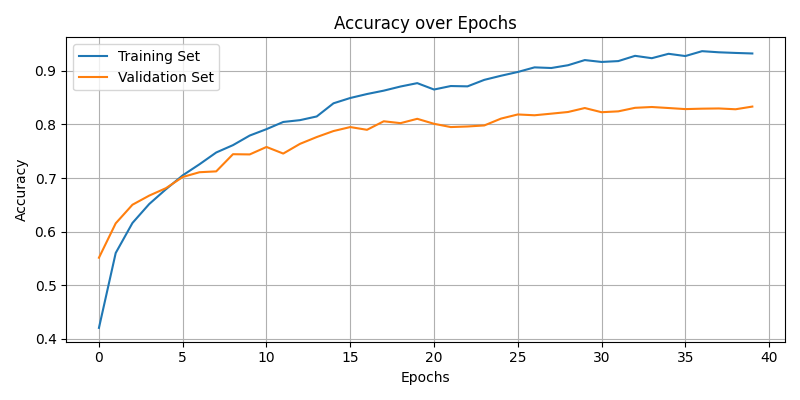 Accuracy over Epochs
Training Set
Validation Set
Accuracy
0.9
0.8
0.7
0.6
0.5
0.4
0 5 10 15 20 25 30 35 40
Epochs